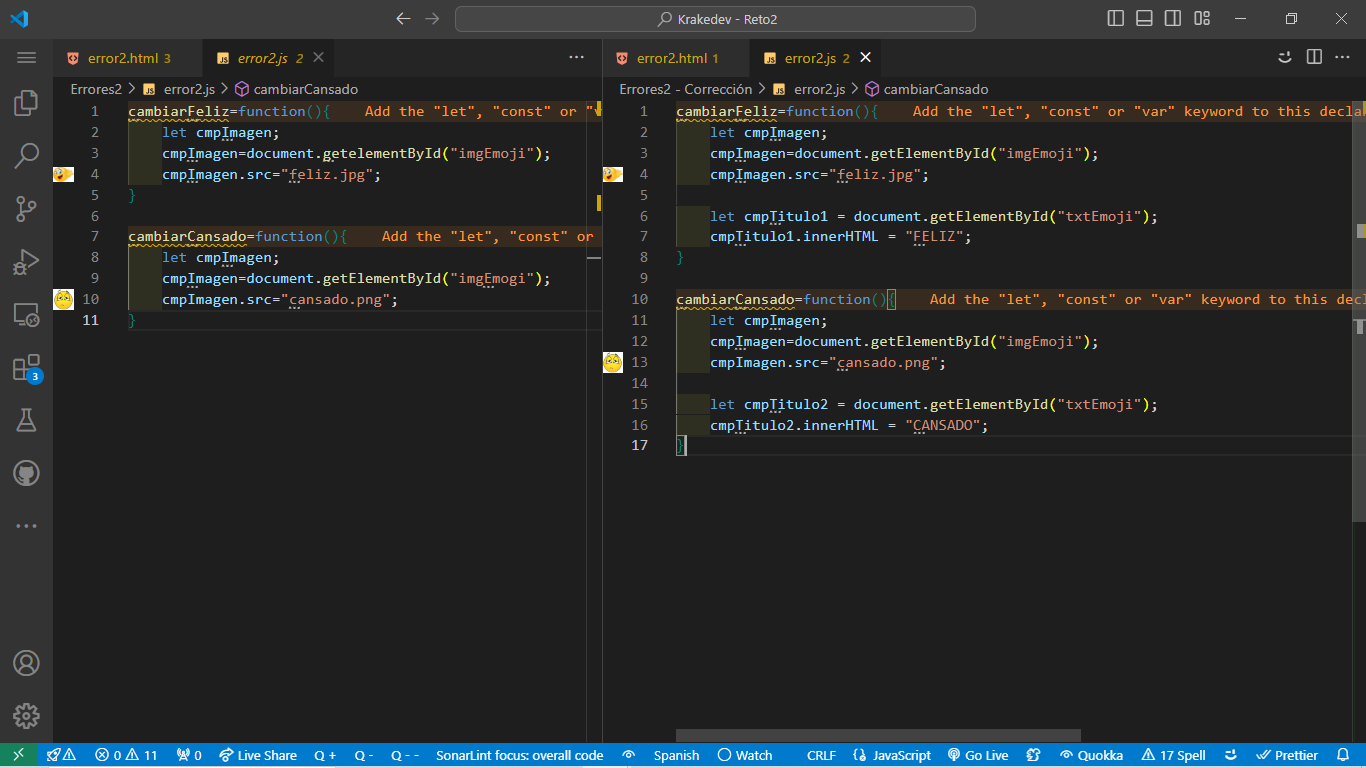 Krakedev - Reto2
error2.html 3
error2.js 2
error2.html 1
error2.js 2
Errores2 > error2.js > cambiarCansado
Errores2 - Corrección > error2.js > cambiarCansado
1 cambiarFeliz=function(){ Add the "let", "const" or "v
2 let cmpImagen;
3 cmpImagen=document.getelementById("imgEmoji");
4 cmpImagen.src="feliz.jpg";
5 }
6
7 cambiarCansado=function(){ Add the "let", "const" or
8 let cmpImagen;
9 cmpImagen=document.getElementById("imgEmogi");
10 cmpImagen.src="cansado.png";
11 }
1 cambiarFeliz=function(){ Add the "let", "const" or "var" keyword to this decla
2 let cmpImagen;
3 cmpImagen=document.getElementById("imgEmoji");
4 cmpImagen.src="feliz.jpg";
5
6 let cmpTitulo1 = document.getElementById("txtEmoji");
7 cmpTitulo1.innerHTML = "FELIZ";
8 }
9
10 cambiarCansado=function(){ Add the "let", "const" or "var" keyword to this decl
11 let cmpImagen;
12 cmpImagen=document.getElementById("imgEmoji");
13 cmpImagen.src="cansado.png";
14
15 let cmpTitulo2 = document.getElementById("txtEmoji");
16 cmpTitulo2.innerHTML = "CANSADO";
17 }
3
0 11 0 Live Share Q + Q - Q - - SonarLint focus: overall code Spanish Watch CRLF JavaScript Go Live Quokka 17 Spell Prettier